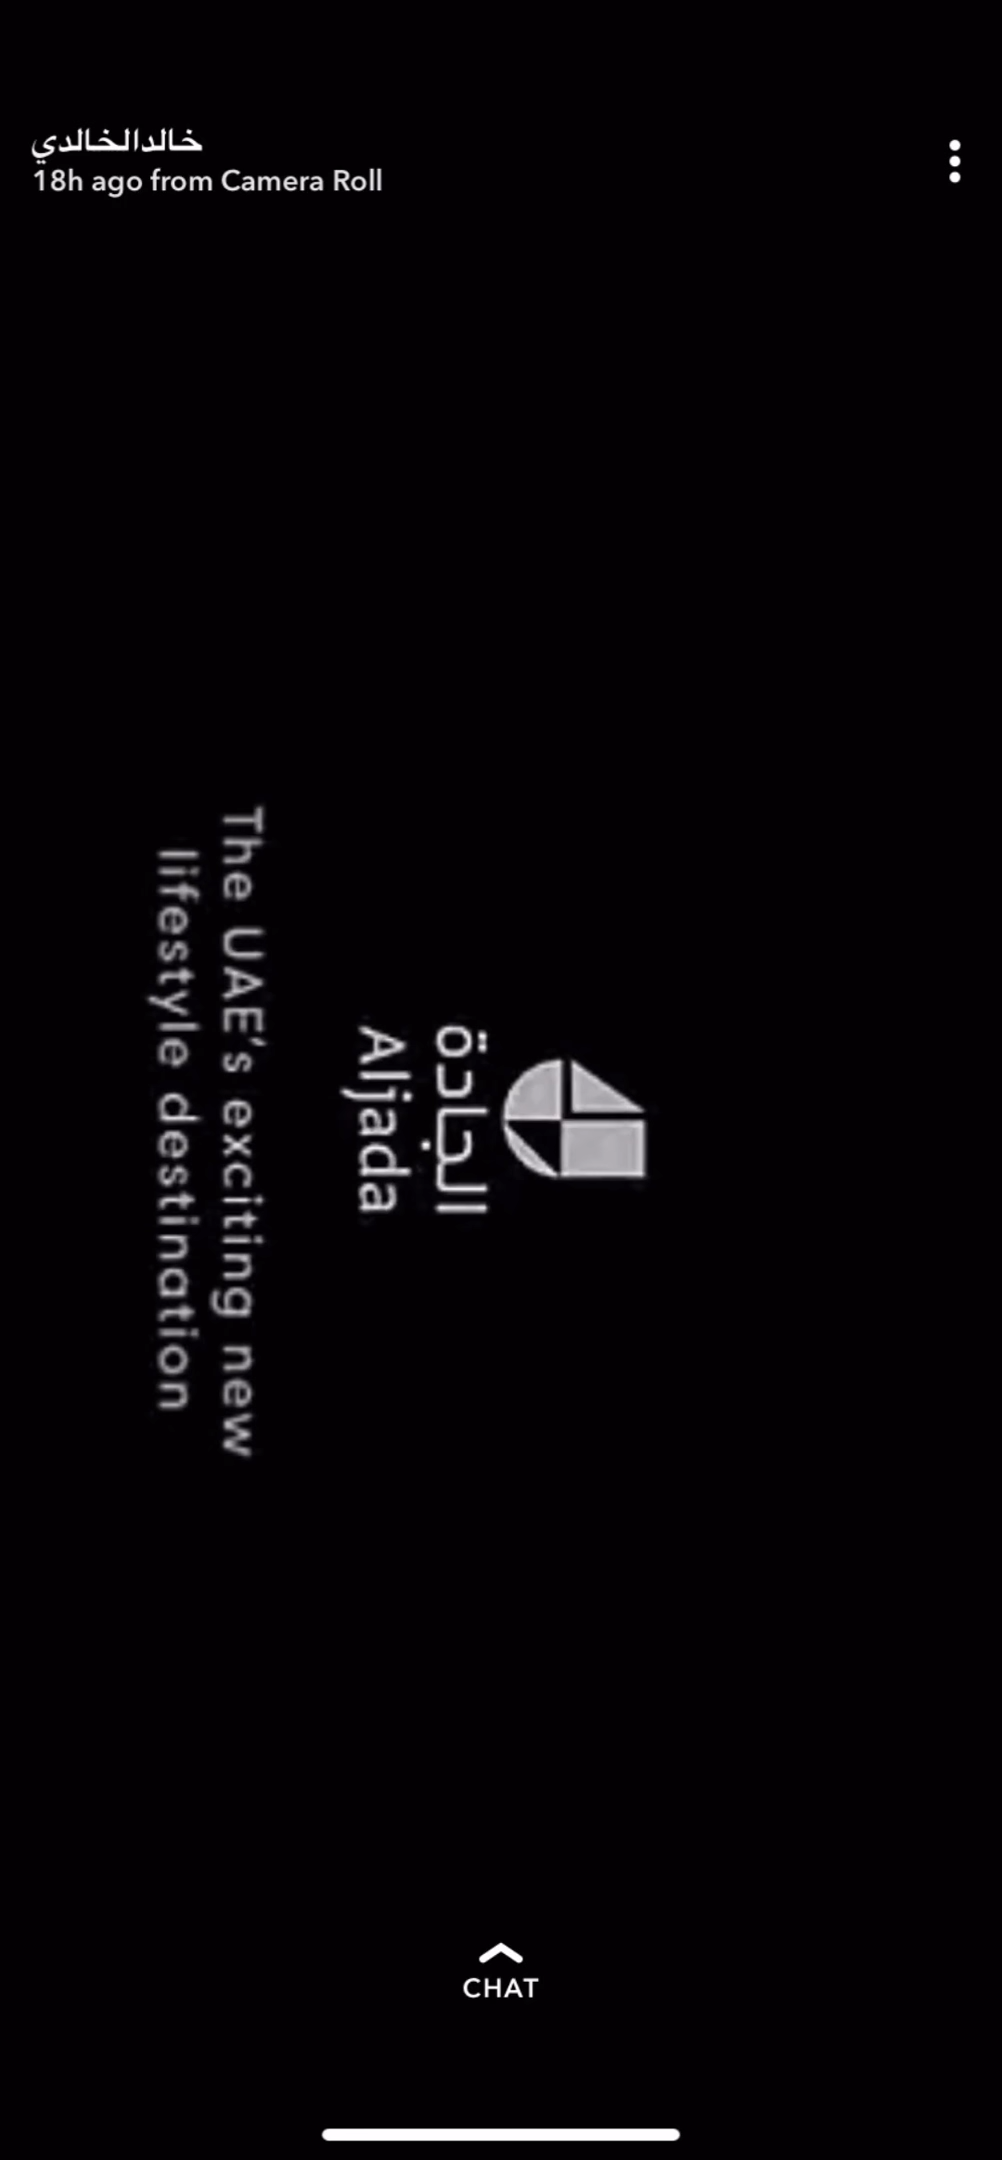 خالدالخالدي
18h ago from Camera Roll
الجادة
Aljada
The UAE's exciting new
lifestyle destination
CHAT